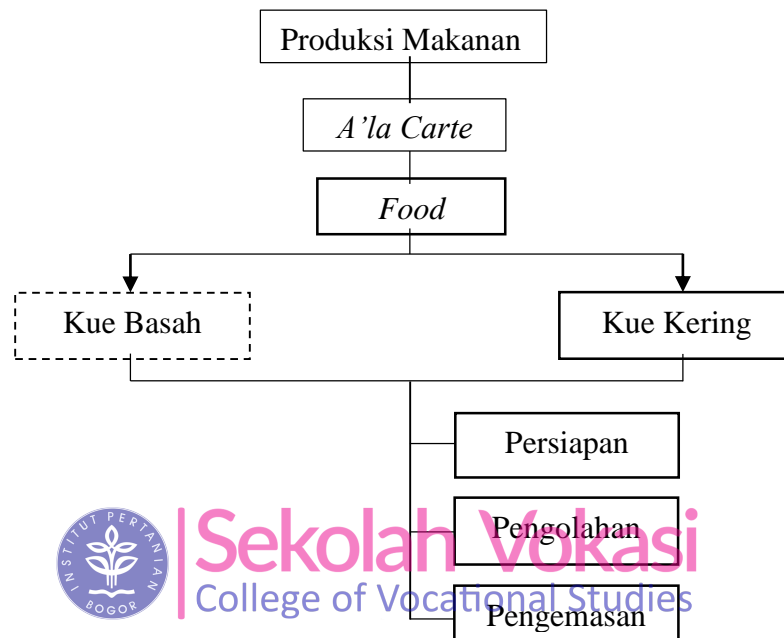 Produksi Makanan
A’la Carte
Food
Kue Basah
Kue Kering
Persiapan
Pengolahan
Pengemasan
INSTITUT PERTANIAN
BOGOR
Sekolah Vokasi
College of Vocational Studies